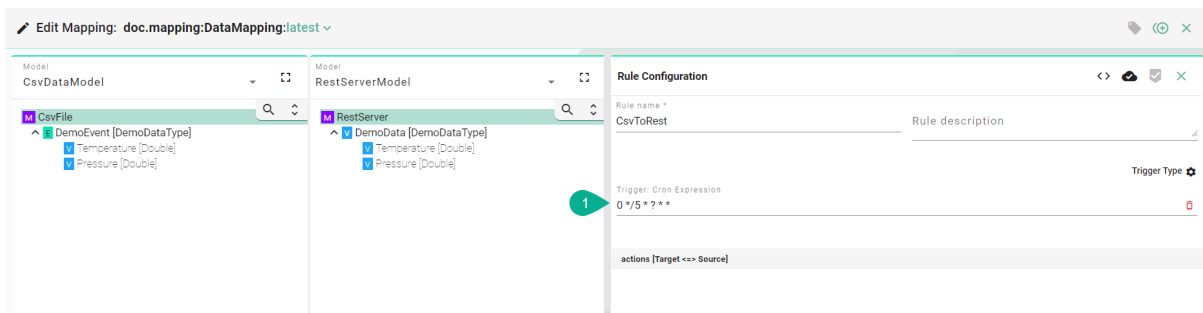 Edit Mapping: doc.mapping:DataMapping:latest
Model
CsvDataModel
M CsvFile
E DemoEvent [DemoDataType]
V Temperature [Double]
V Pressure [Double]
Model
RestServerModel
M RestServer
V DemoData [DemoDataType]
V Temperature [Double]
V Pressure [Double]
Rule Configuration
Rule name *
CsvToRest
Rule description
Trigger Type
1
Trigger: Cron Expression
0 */5 * ? * *
actions [Target <=> Source]